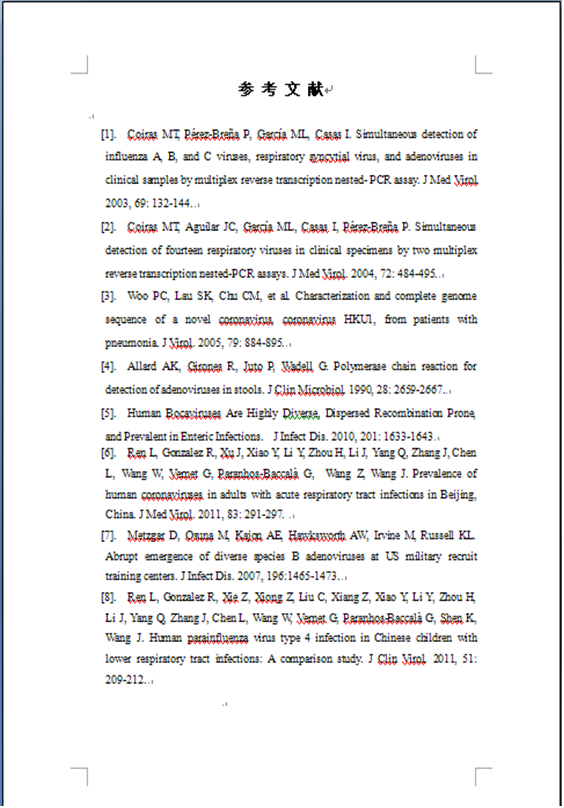 参 考 文 献
[1]. Coiras MT, Pérez-Breña P, García ML, Casas I. Simultaneous detection of
influenza A, B, and C viruses, respiratory syncytial virus, and adenoviruses in
clinical samples by multiplex reverse transcription nested- PCR assay. J Med Virol.
2003, 69: 132-144..
[2]. Coiras MT, Aguilar JC, García ML, Casas I, Pérez-Breña P. Simultaneous
detection of fourteen respiratory viruses in clinical specimens by two multiplex
reverse transcription nested-PCR assays. J Med Virol. 2004, 72: 484-495..
[3]. Woo PC, Lau SK, Chu CM, et al. Characterization and complete genome
sequence of a novel coronavirus, coronavirus HKU1, from patients with
pneumonia. J Virol. 2005, 79: 884-895..
[4]. Allard AK, Girones R, Juto P, Wadell G. Polymerase chain reaction for
detection of adenoviruses in stools. J Clin Microbiol. 1990, 28: 2659-2667..
[5]. Human Bocaviruses Are Highly Diverse, Dispersed Recombination Prone,
and Prevalent in Enteric Infections. J Infect Dis. 2010, 201: 1633-1643.
[6]. Ren L, Gonzalez R, Xu J, Xiao Y, Li Y, Zhou H, Li J, Yang Q, Zhang J, Chen
L, Wang W, Vernet G, Paranhos-Baccalà G, Wang Z, Wang J. Prevalence of
human coronaviruses in adults with acute respiratory tract infections in Beijing,
China. J Med Virol. 2011, 83: 291-297.
[7]. Metzgar D, Osuna M, Kajon AE, Hawksworth AW, Irvine M, Russell KL.
Abrupt emergence of diverse species B adenoviruses at US military recruit
training centers. J Infect Dis. 2007, 196:1465-1473..
[8]. Ren L, Gonzalez R, Xie Z, Xiong Z, Liu C, Xiang Z, Xiao Y, Li Y, Zhou H,
Li J, Yang Q, Zhang J, Chen L, Wang W, Vernet G, Paranhos-Baccalà G, Shen K,
Wang J. Human parainfluenza virus type 4 infection in Chinese children with
lower respiratory tract infections: A comparison study. J Clin Virol. 2011, 51:
209-212..